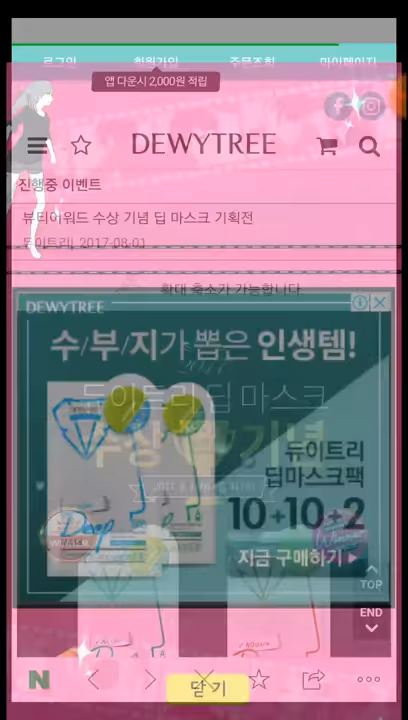 로그인 회원가입 주문조회 마이페이지
앱 다운시 2,000원 적립
DEWYTREE
진행중 이벤트
뷰티어워드 수상 기념 딥 마스크 기획전
듀이트리| 2017-08-01
확대 축소가 가능합니다
DEWYTREE
수/부/지가 뽑은 인생템!
듀이트리 딥 마스크
수상 기념
듀이트리
딥마스크팩
10+10+2
Deep
지금 구매하기
TOP
END
N
닫 기